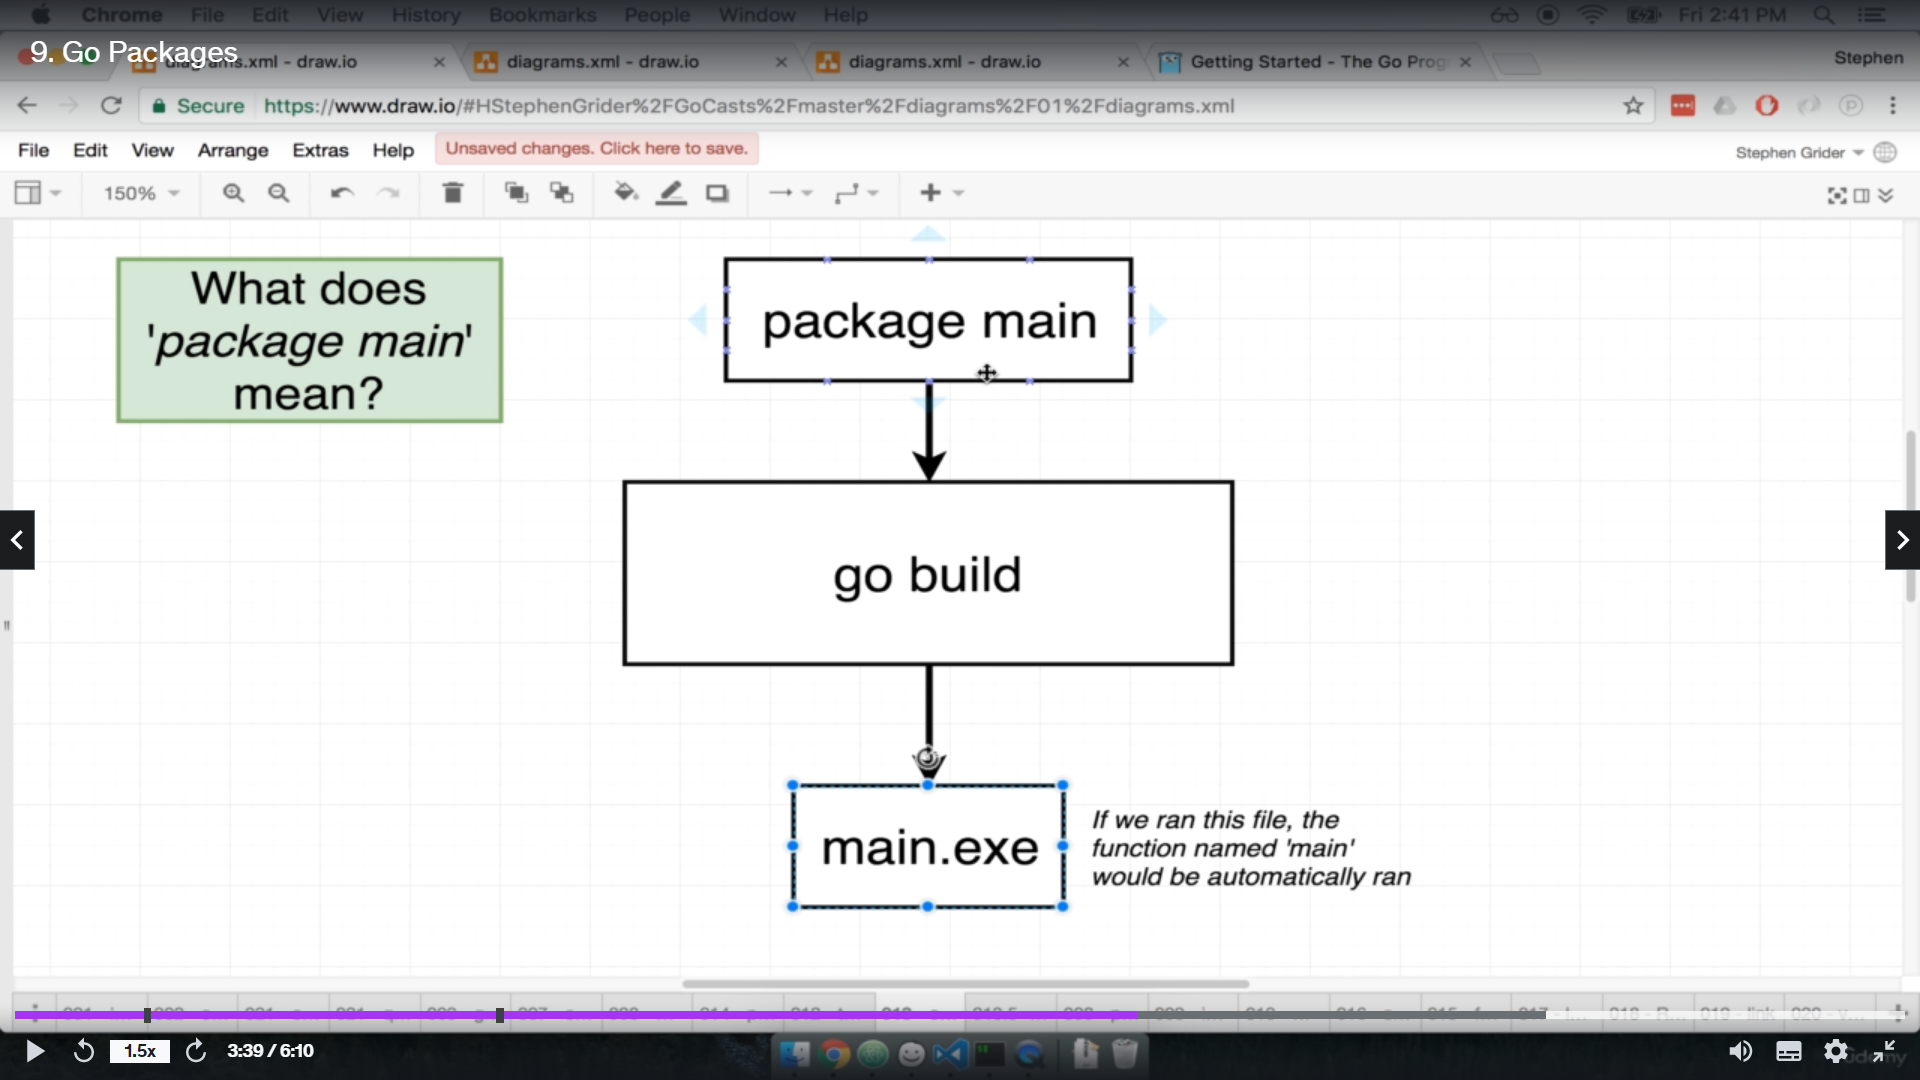 Chrome File Edit View History Bookmarks People Window Help Fri 2:41 PM
9. Go Packages
diagrams.xml - draw.io
diagrams.xml - draw.io
diagrams.xml - draw.io
Getting Started - The Go Prog
Stephen
Secure https://www.draw.io/#HStephenGrider%2FGoCasts%2Fmaster%2Fdiagrams%2F01%2Fdiagrams.xml
File Edit View Arrange Extras Help Unsaved changes. Click here to save. Stephen Grider
150%
What does
'package main'
mean?
package main
go build
main.exe
If we ran this file, the
function named 'main'
would be automatically ran
1.5x 3:39 / 6:10
Udemy